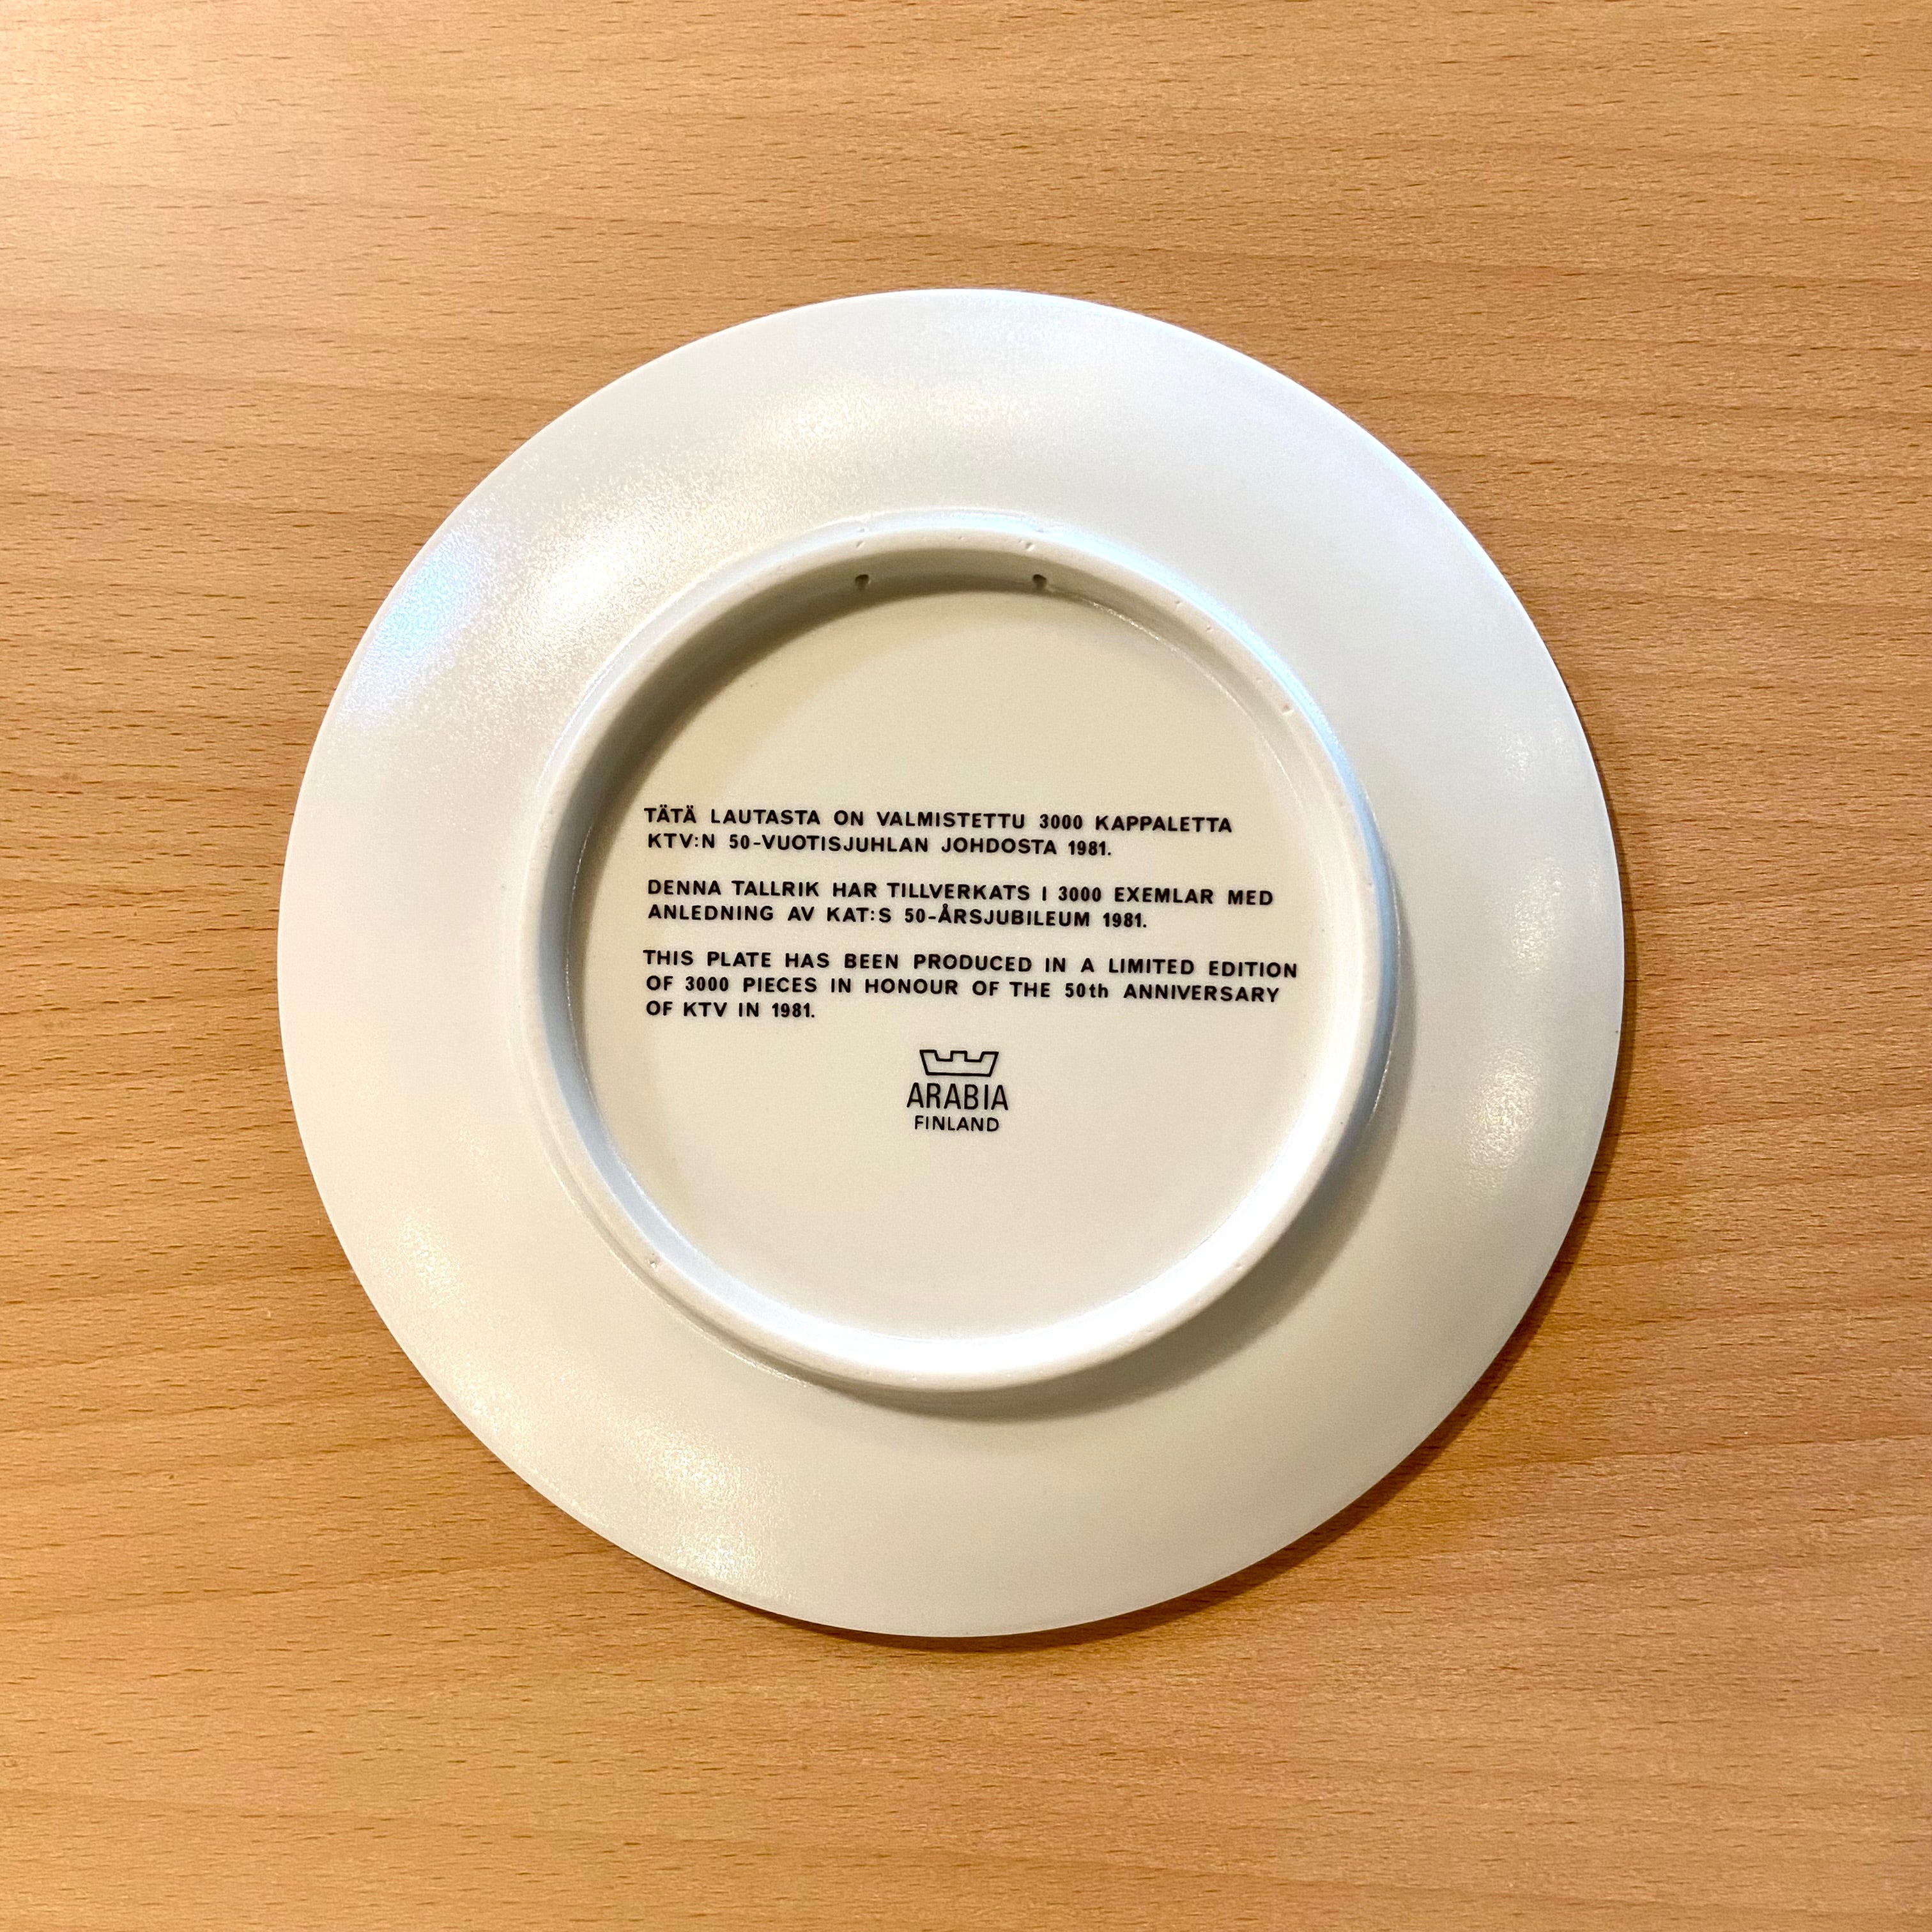 TÄTÄ LAUTASTA ON VALMISTETTU 3000 KAPPALETTA
KTV:N 50-VUOTISJUHLAN JOHDOSTA 1981.
DENNA TALLRIK HAR TILLVERKATS I 3000 EXEMLAR MED
ANLEDNING AV KAT:S 50-ÅRSJUBILEUM 1981.
THIS PLATE HAS BEEN PRODUCED IN A LIMITED EDITION
OF 3000 PIECES IN HONOUR OF THE 50th ANNIVERSARY
OF KTV IN 1981.
ARABIA
FINLAND